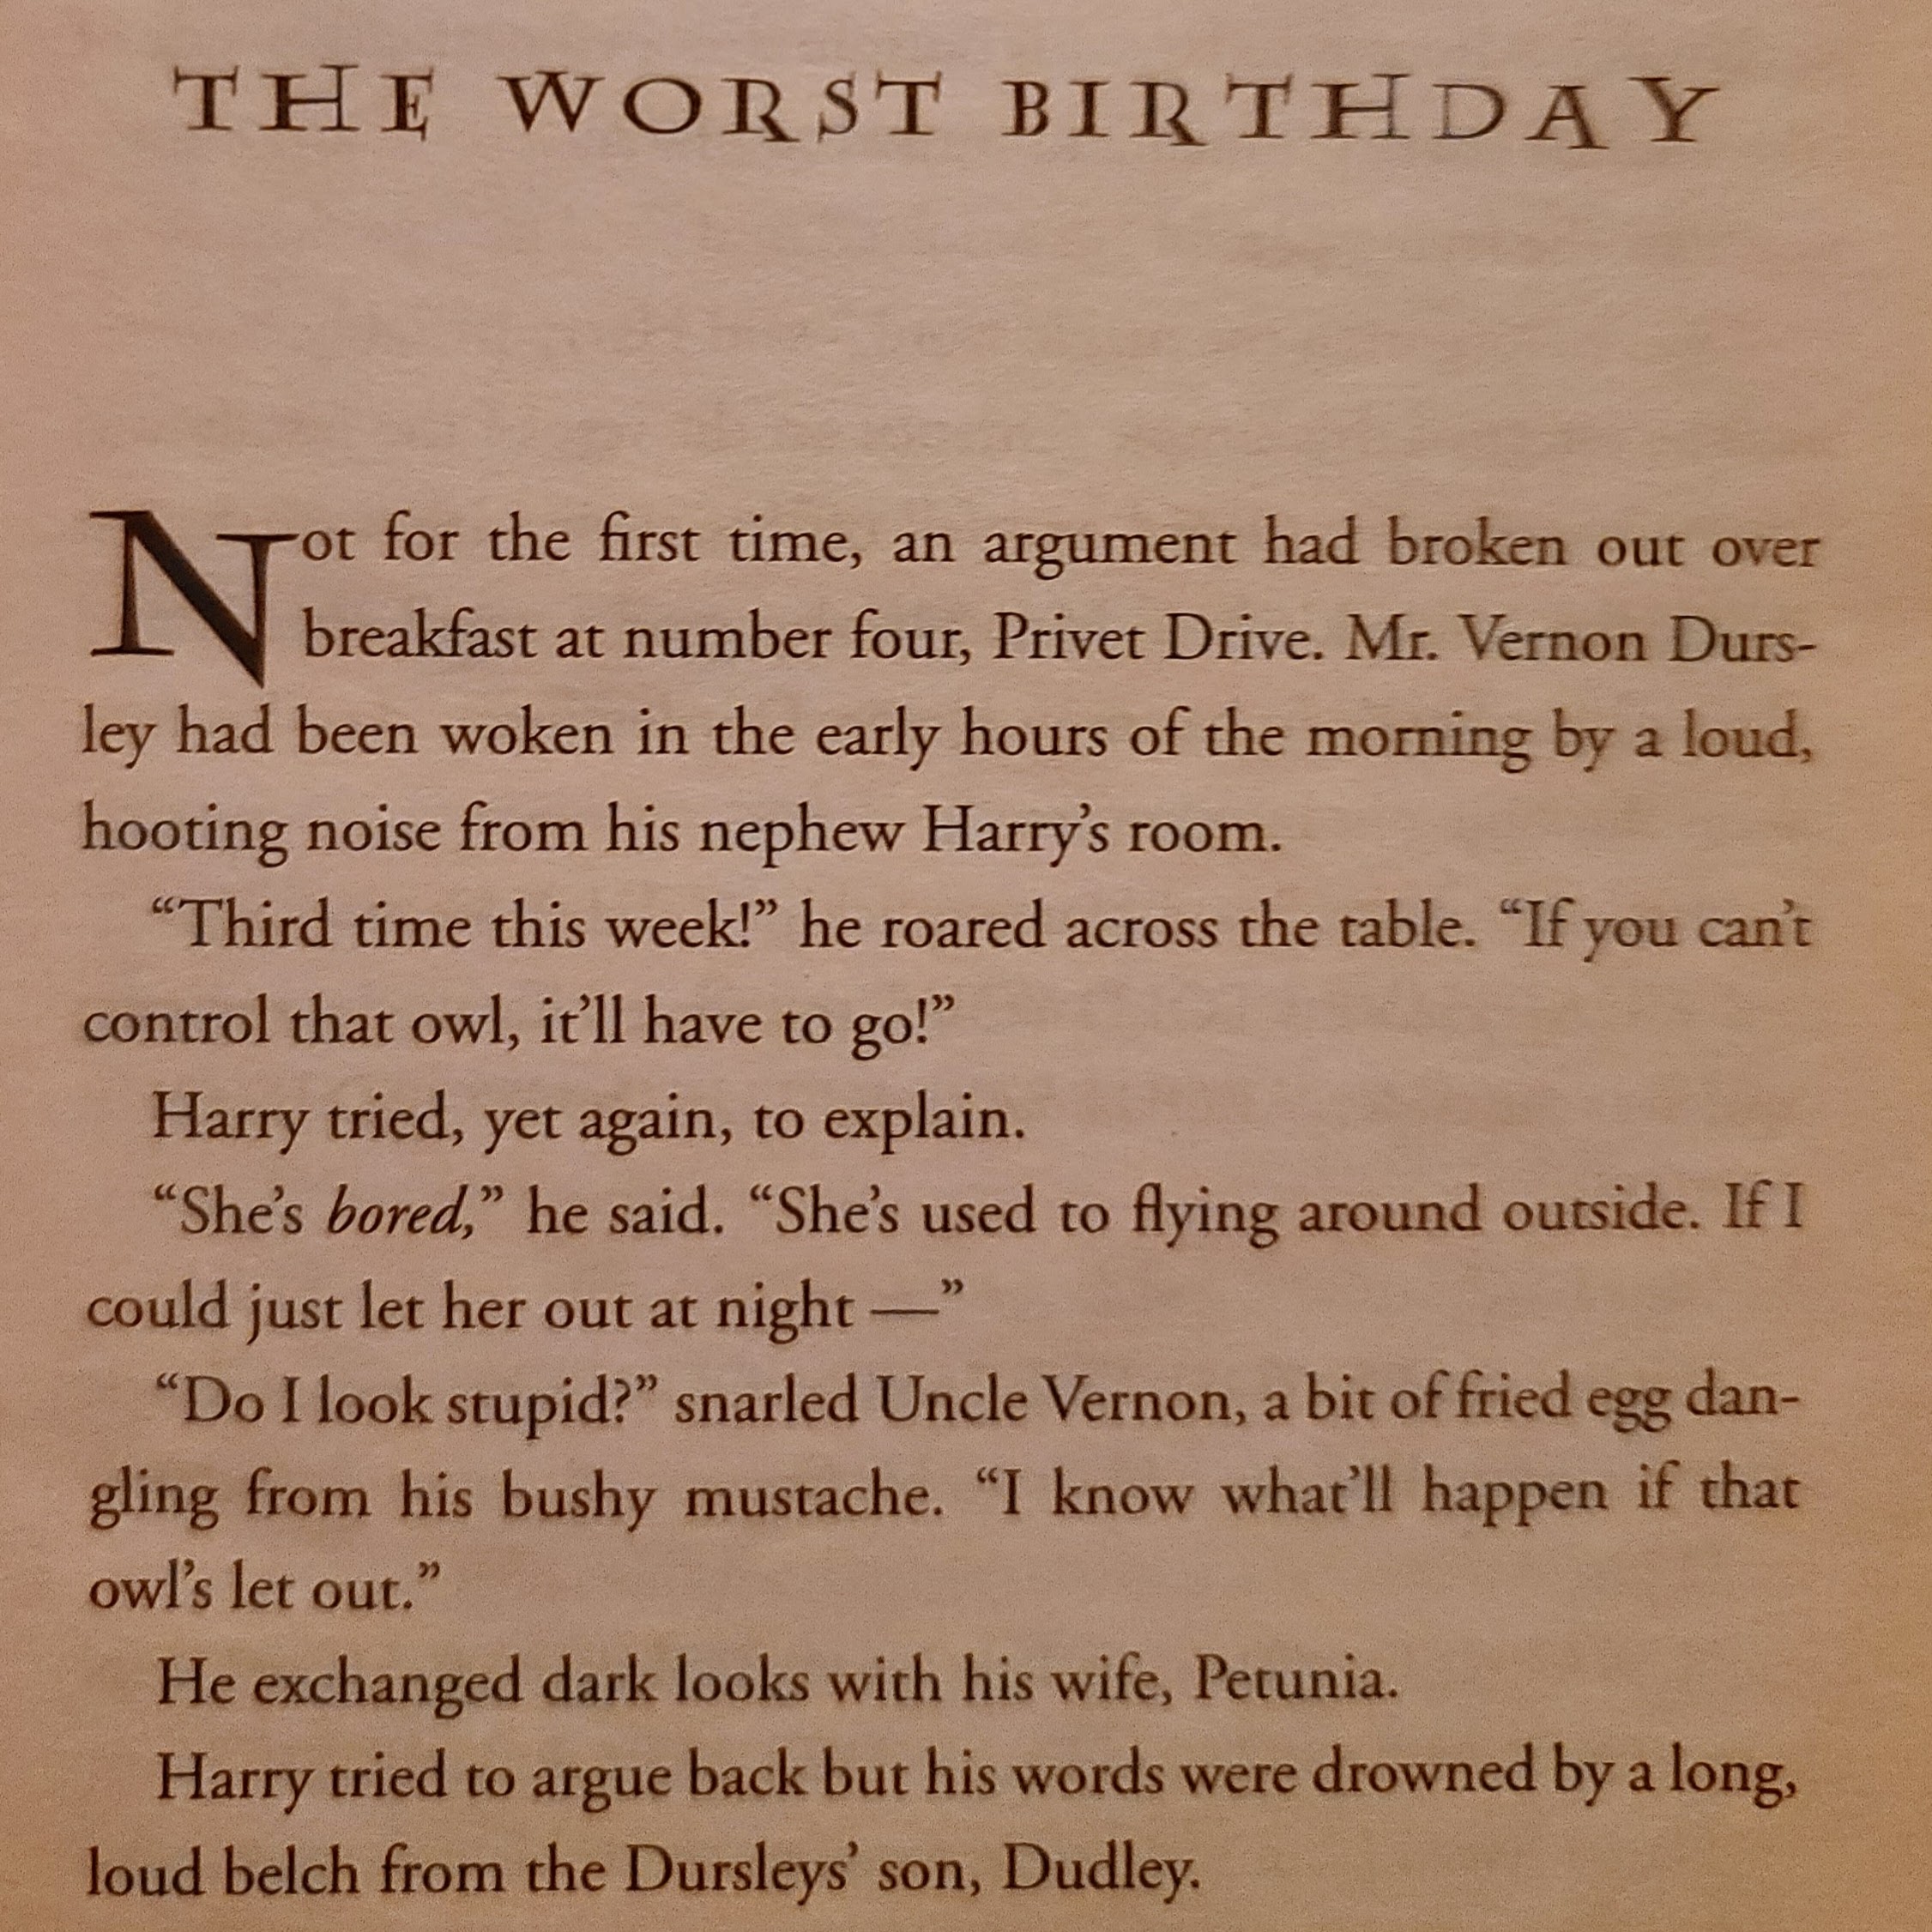 THE WORST BIRTHDAY
Not for the first time, an argument had broken out over
breakfast at number four, Privet Drive. Mr. Vernon Durs-
ley had been woken in the early hours of the morning by a loud,
hooting noise from his nephew Harry’s room.
“Third time this week!” he roared across the table. “If you can’t
control that owl, it’ll have to go!”
Harry tried, yet again, to explain.
“She’s bored,” he said. “She’s used to flying around outside. If I
could just let her out at night —”
“Do I look stupid?” snarled Uncle Vernon, a bit of fried egg dan-
gling from his bushy mustache. “I know what’ll happen if that
owl’s let out.”
He exchanged dark looks with his wife, Petunia.
Harry tried to argue back but his words were drowned by a long,
loud belch from the Dursleys’ son, Dudley.